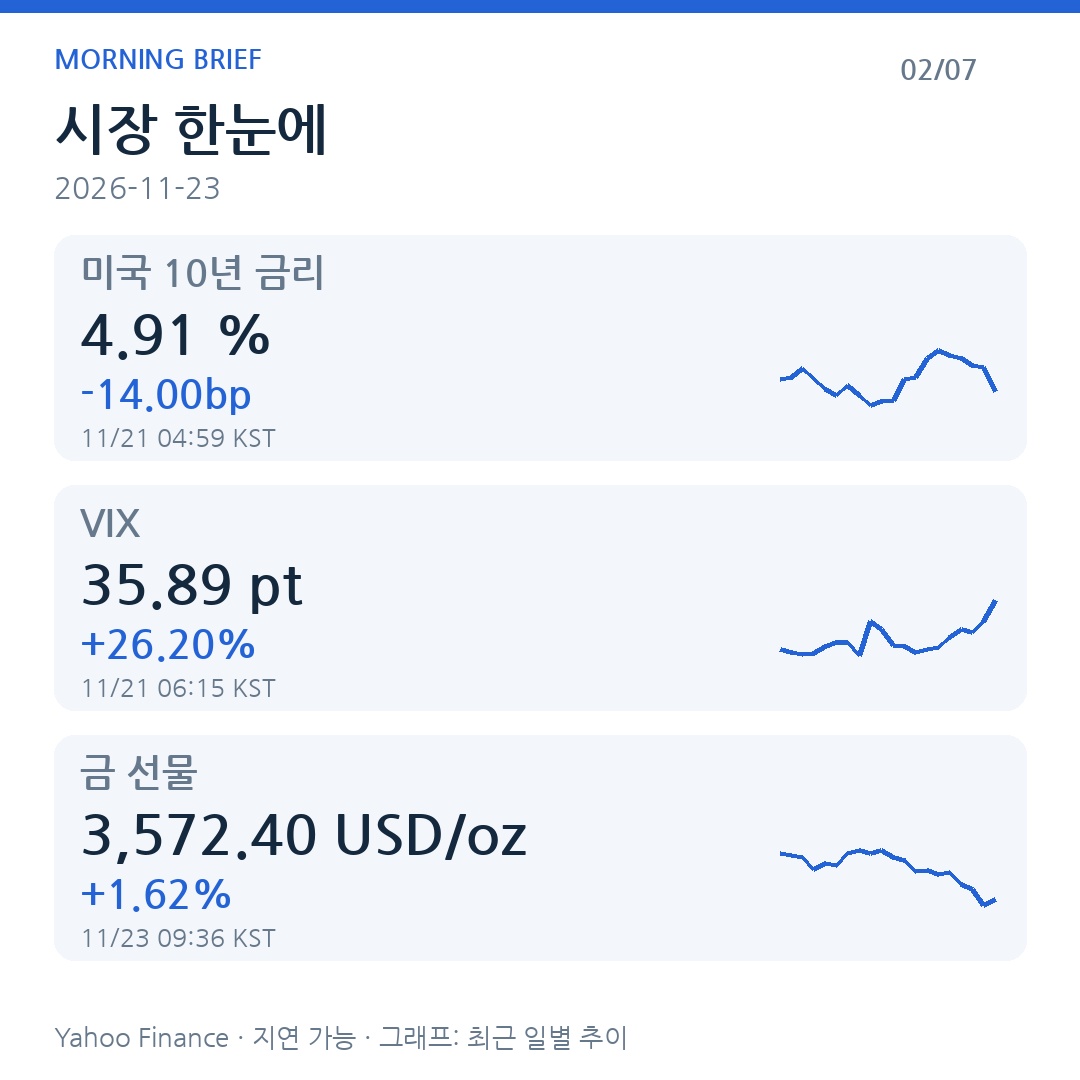 MORNING BRIEF
02/07
시장 한눈에
2026-11-23
미국 10년 금리
4.91 %
-14.00bp
11/21 04:59 KST
VIX
35.89 pt
+26.20%
11/21 06:15 KST
금 선물
3,572.40 USD/oz
+1.62%
11/23 09:36 KST
Yahoo Finance · 지연 가능 · 그래프: 최근 일별 추이